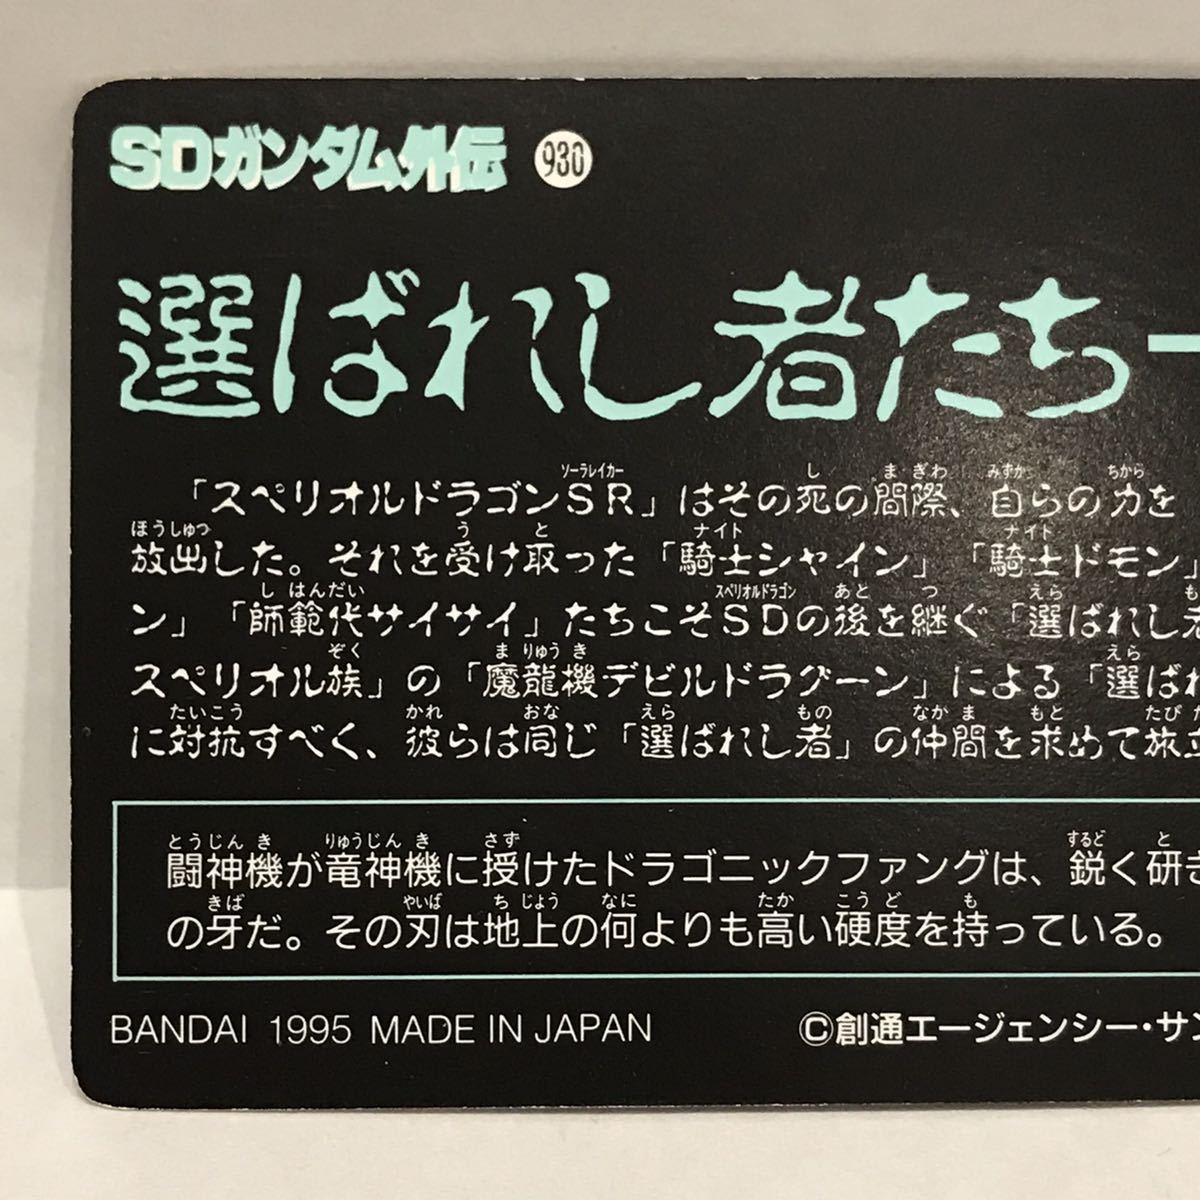 SDガンダム外伝 930
選ばれし者たち
「スペリオルドラゴンSR」はその死の間際、自らの力を
放出した。それを受け取った「騎士シャイン」「騎士ドモン」
ン」「師範代サイサイ」たちこそSDの後を継ぐ「選ばれし者
スペリオル族」の「魔龍機デビルドラグーン」による「選ばれ
に対抗すべく、彼らは同じ「選ばれし者」の仲間を求めて旅立
闘神機が竜神機に授けたドラゴニックファングは、鋭く研ぎ
の牙だ。その刃は地上の何よりも高い硬度を持っている。
BANDAI 1995 MADE IN JAPAN ©創通エージェンシー・サン